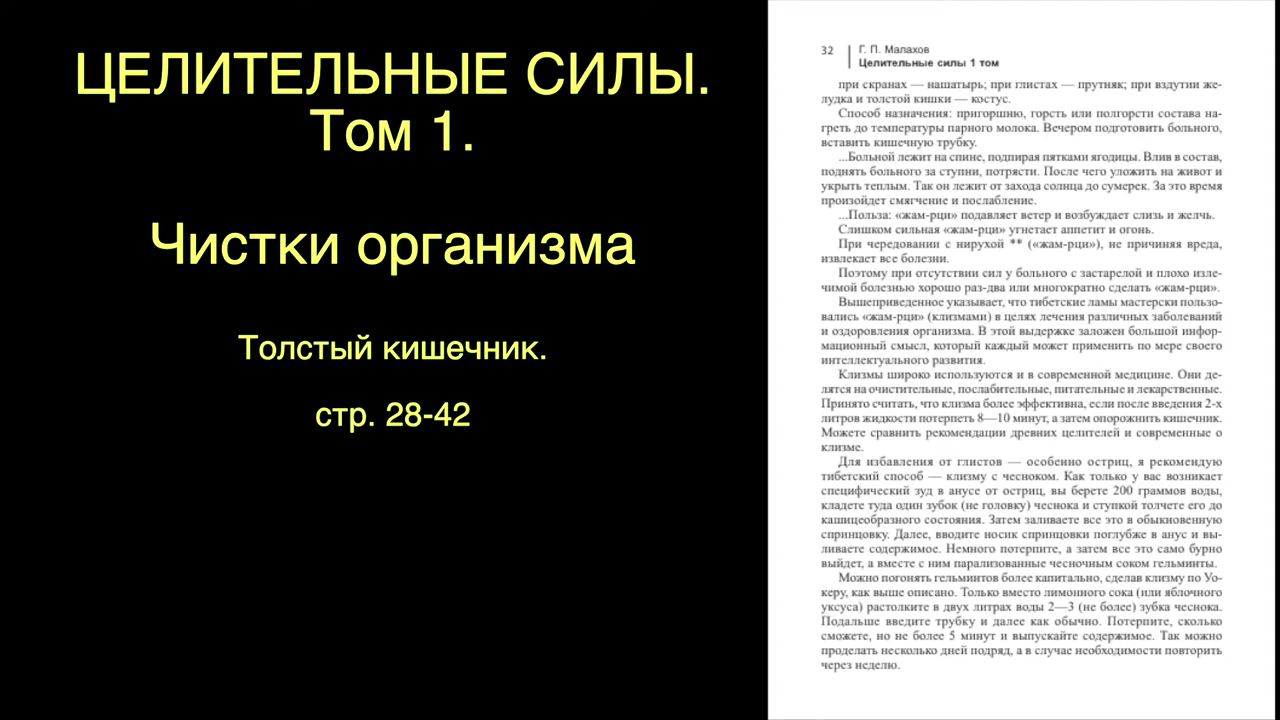 ЦЕЛИТЕЛЬНЫЕ СИЛЫ.
Том 1.
Чистки организма
Толстый кишечник.
стр. 28-42
32
Г. П. Малахов
Целительные силы 1 том
при скранах — нашатырь; при глистах — прутняк; при вздутии же-
лудка и толстой кишки — костус.
Способ назначения: пригоршню, горсть или полгорсти состава на-
греть до температуры парного молока. Вечером подготовить больного,
вставить кишечную трубку.
...Больной лежит на спине, подпирая пятками ягодицы. Влив в состав,
поднять больного за ступни, потрясти. После чего уложить на живот и
укрыть теплым. Так он лежит от захода солнца до сумерек. За это время
произойдет смягчение и послабление.
...Польза: «жам-рци» подавляет ветер и возбуждает слизь и желчь.
Слишком сильная «жам-рци» угнетает аппетит и огонь.
При чередовании с нирухой ** («жам-рци»), не причиняя вреда,
извлекает все болезни.
Поэтому при отсутствии сил у больного с застарелой и плохо изле-
чимой болезнью хорошо раз-два или многократно сделать «жам-рци».
Вышеприведенное указывает, что тибетские ламы мастерски пользо-
вались «жам-рци» (клизмами) в целях лечения различных заболеваний
и оздоровления организма. В этой выдержке заложен большой инфор-
мационный смысл, который каждый может применить по мере своего
интеллектуального развития.
Клизмы широко используются и в современной медицине. Они де-
лятся на очистительные, послабительные, питательные и лекарственные.
Принято считать, что клизма более эффективна, если после введения 2-х
литров жидкости потерпеть 8—10 минут, а затем опорожнить кишечник.
Можете сравнить рекомендации древних целителей и современные о
клизме.
Для избавления от глистов — особенно остриц, я рекомендую
тибетский способ — клизму с чесноком. Как только у вас возникает
специфический зуд в анусе от остриц, вы берете 200 граммов воды,
кладете туда один зубок (не головку) чеснока и ступкой толчете его до
кашицеобразного состояния. Затем заливаете все это в обыкновенную
спринцовку. Далее, вводите носик спринцовки поглубже в анус и вы-
ливаете содержимое. Немного потерпите, а затем все это само бурно
выйдет, а вместе с ним парализованные чесночным соком гельминты.
Можно погонять гельминтов более капитально, сделав клизму по Уо-
керу, как выше описано. Только вместо лимонного сока (или яблочного
уксуса) растолките в двух литрах воды 2—3 (не более) зубка чеснока.
Подальше введите трубку и далее как обычно. Потерпите, сколько
сможете, но не более 5 минут и выпускайте содержимое. Так можно
проделать несколько дней подряд, а в случае необходимости повторить
через неделю.